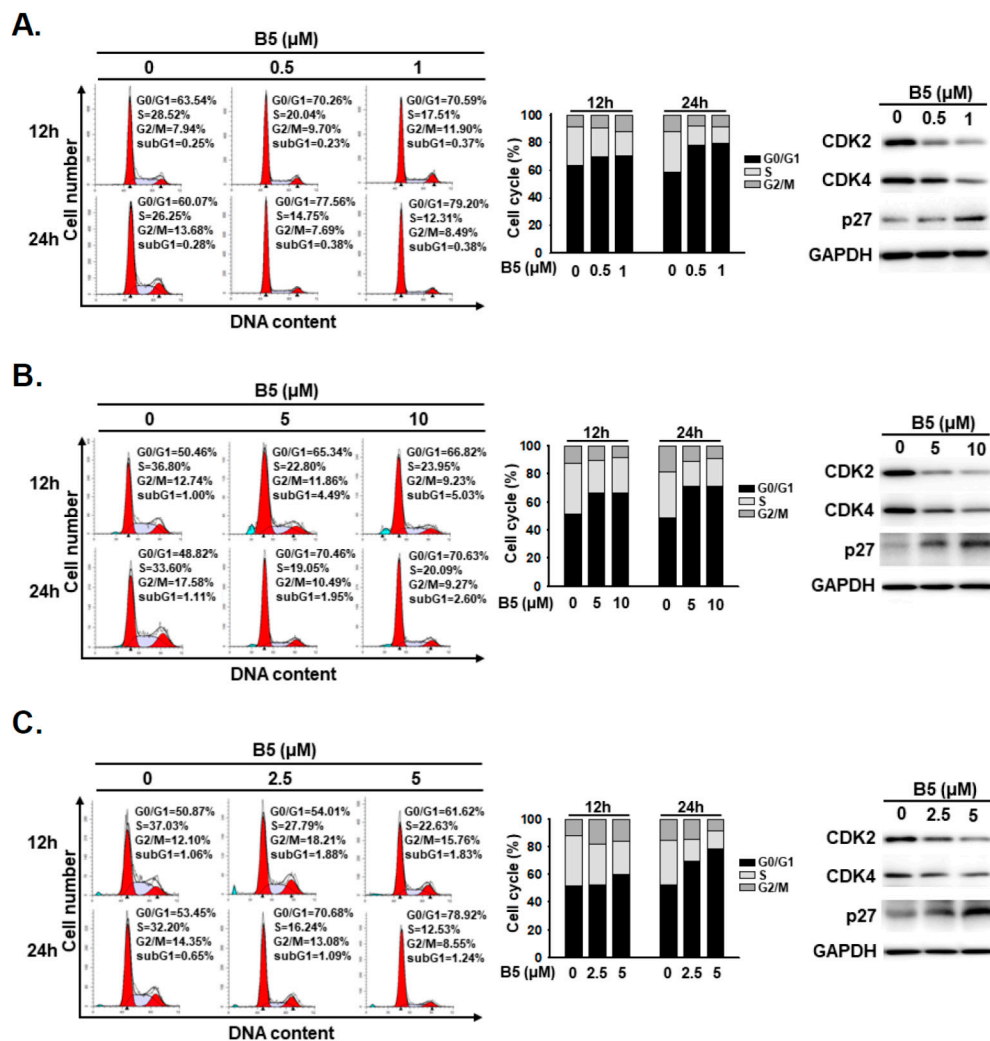 A.
B5 (μM)
0 0.5 1
12h
G0/G1=63.54%
S=28.52%
G2/M=7.94%
subG1=0.25%
G0/G1=70.26%
S=20.04%
G2/M=9.70%
subG1=0.23%
G0/G1=70.59%
S=17.51%
G2/M=11.90%
subG1=0.37%
24h
G0/G1=60.07%
S=26.25%
G2/M=13.68%
subG1=0.28%
G0/G1=77.56%
S=14.75%
G2/M=7.69%
subG1=0.38%
G0/G1=79.20%
S=12.31%
G2/M=8.49%
subG1=0.38%
Cell number
DNA content
12h 24h
Cell cycle (%)
100
80
60
40
20
0
B5 (μM) 0 0.5 1 0 0.5 1
G0/G1
S
G2/M
B5 (μM)
0 0.5 1
CDK2
CDK4
p27
GAPDH
B.
B5 (μM)
0 5 10
12h
G0/G1=50.46%
S=36.80%
G2/M=12.74%
subG1=1.00%
G0/G1=65.34%
S=22.80%
G2/M=11.86%
subG1=4.49%
G0/G1=66.82%
S=23.95%
G2/M=9.23%
subG1=5.03%
24h
G0/G1=48.82%
S=33.60%
G2/M=17.58%
subG1=1.11%
G0/G1=70.46%
S=19.05%
G2/M=10.49%
subG1=1.95%
G0/G1=70.63%
S=20.09%
G2/M=9.27%
subG1=2.60%
Cell number
DNA content
12h 24h
Cell cycle (%)
100
80
60
40
20
0
B5 (μM) 0 5 10 0 5 10
G0/G1
S
G2/M
B5 (μM)
0 5 10
CDK2
CDK4
p27
GAPDH
C.
B5 (μM)
0 2.5 5
12h
G0/G1=50.87%
S=37.03%
G2/M=12.10%
subG1=1.06%
G0/G1=54.01%
S=27.79%
G2/M=18.21%
subG1=1.88%
G0/G1=61.62%
S=22.63%
G2/M=15.76%
subG1=1.83%
24h
G0/G1=53.45%
S=32.20%
G2/M=14.35%
subG1=0.65%
G0/G1=70.68%
S=16.24%
G2/M=13.08%
subG1=1.09%
G0/G1=78.92%
S=12.53%
G2/M=8.55%
subG1=1.24%
Cell number
DNA content
12h 24h
Cell cycle (%)
100
80
60
40
20
0
B5 (μM) 0 2.5 5 0 2.5 5
G0/G1
S
G2/M
B5 (μM)
0 2.5 5
CDK2
CDK4
p27
GAPDH